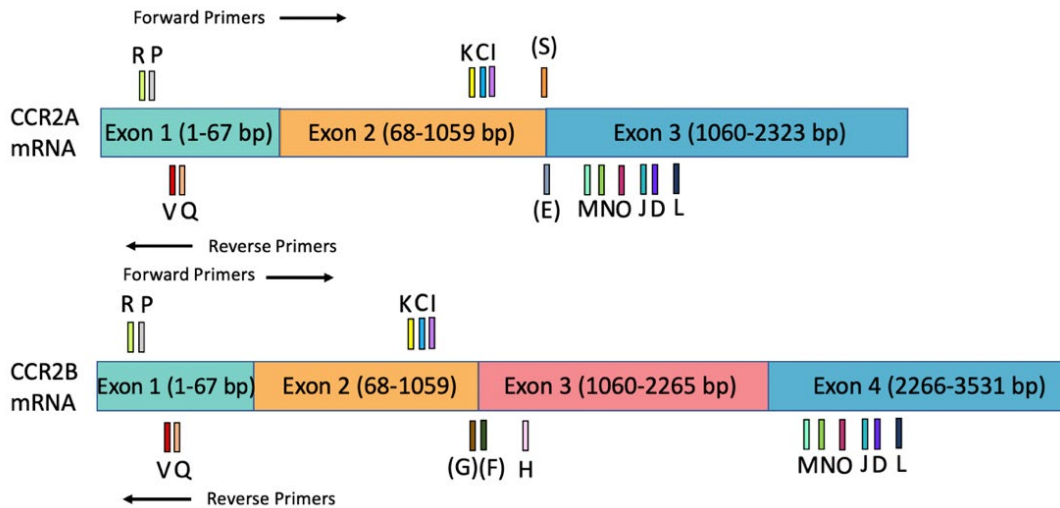 Forward Primers
R P
K C I
(S)
CCR2A
mRNA
Exon 1 (1-67 bp)
Exon 2 (68-1059 bp)
Exon 3 (1060-2323 bp)
V Q
(E)
M N O J D L
Reverse Primers
Forward Primers
R P
K C I
CCR2B
mRNA
Exon 1 (1-67 bp)
Exon 2 (68-1059)
Exon 3 (1060-2265 bp)
Exon 4 (2266-3531 bp)
V Q
(G) (F) H
M N O J D L
Reverse Primers